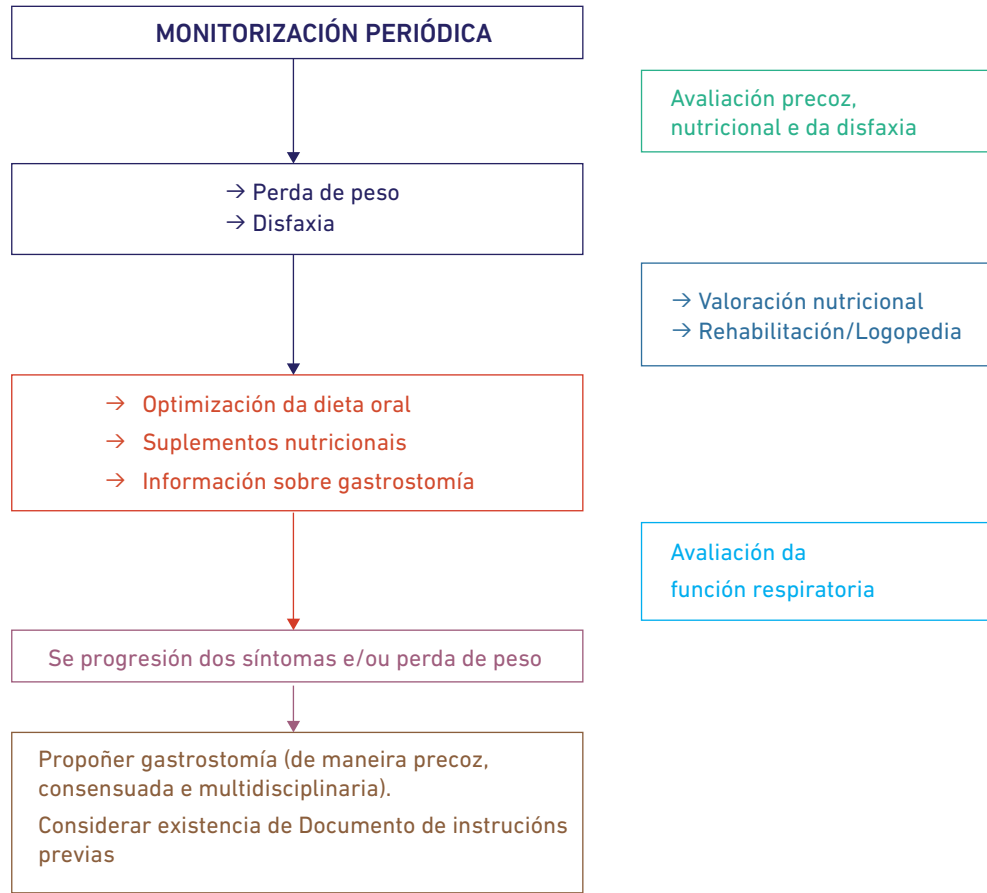 MONITORIZACIÓN PERIÓDICA
Avaliación precoz,
nutricional e da disfaxia
→ Perda de peso
→ Disfaxia
→ Valoración nutricional
→ Rehabilitación/Logopedia
→ Optimización da dieta oral
→ Suplementos nutricionais
→ Información sobre gastrostomía
Avaliación da
función respiratoria
Se progresión dos síntomas e/ou perda de peso
Propoñer gastrostomía (de maneira precoz,
consensuada e multidisciplinaria).
Considerar existencia de Documento de instrucións
previas